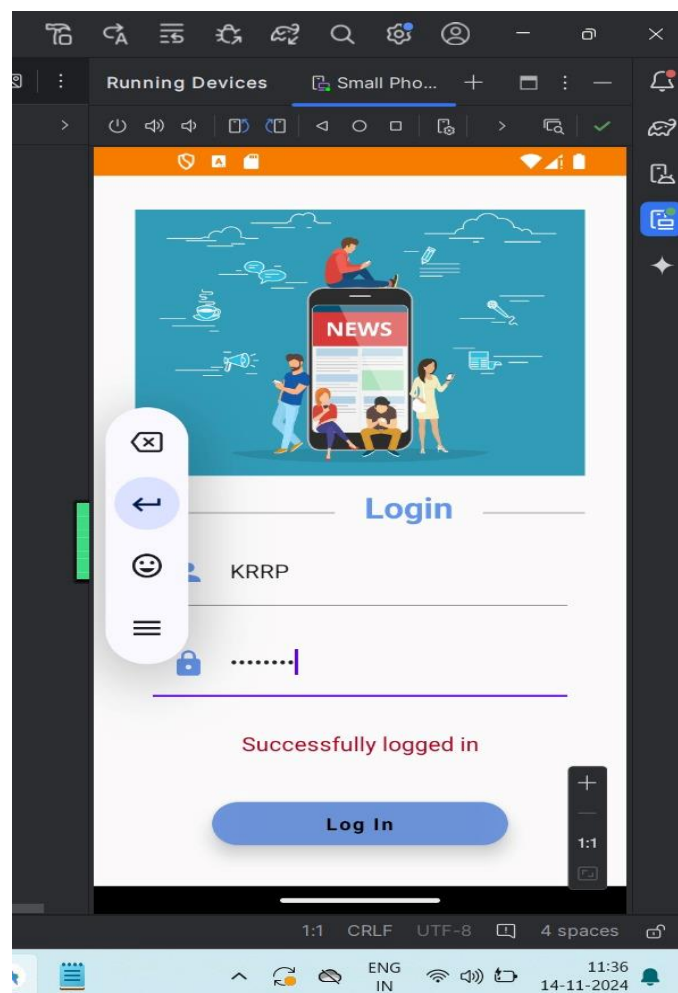 Running Devices
Small Pho...
A
NEWS
Login
KRRP
••••••••
Successfully logged in
Log In
1:1
1:1 CRLF UTF-8 4 spaces
ENG
IN
11:36
14-11-2024